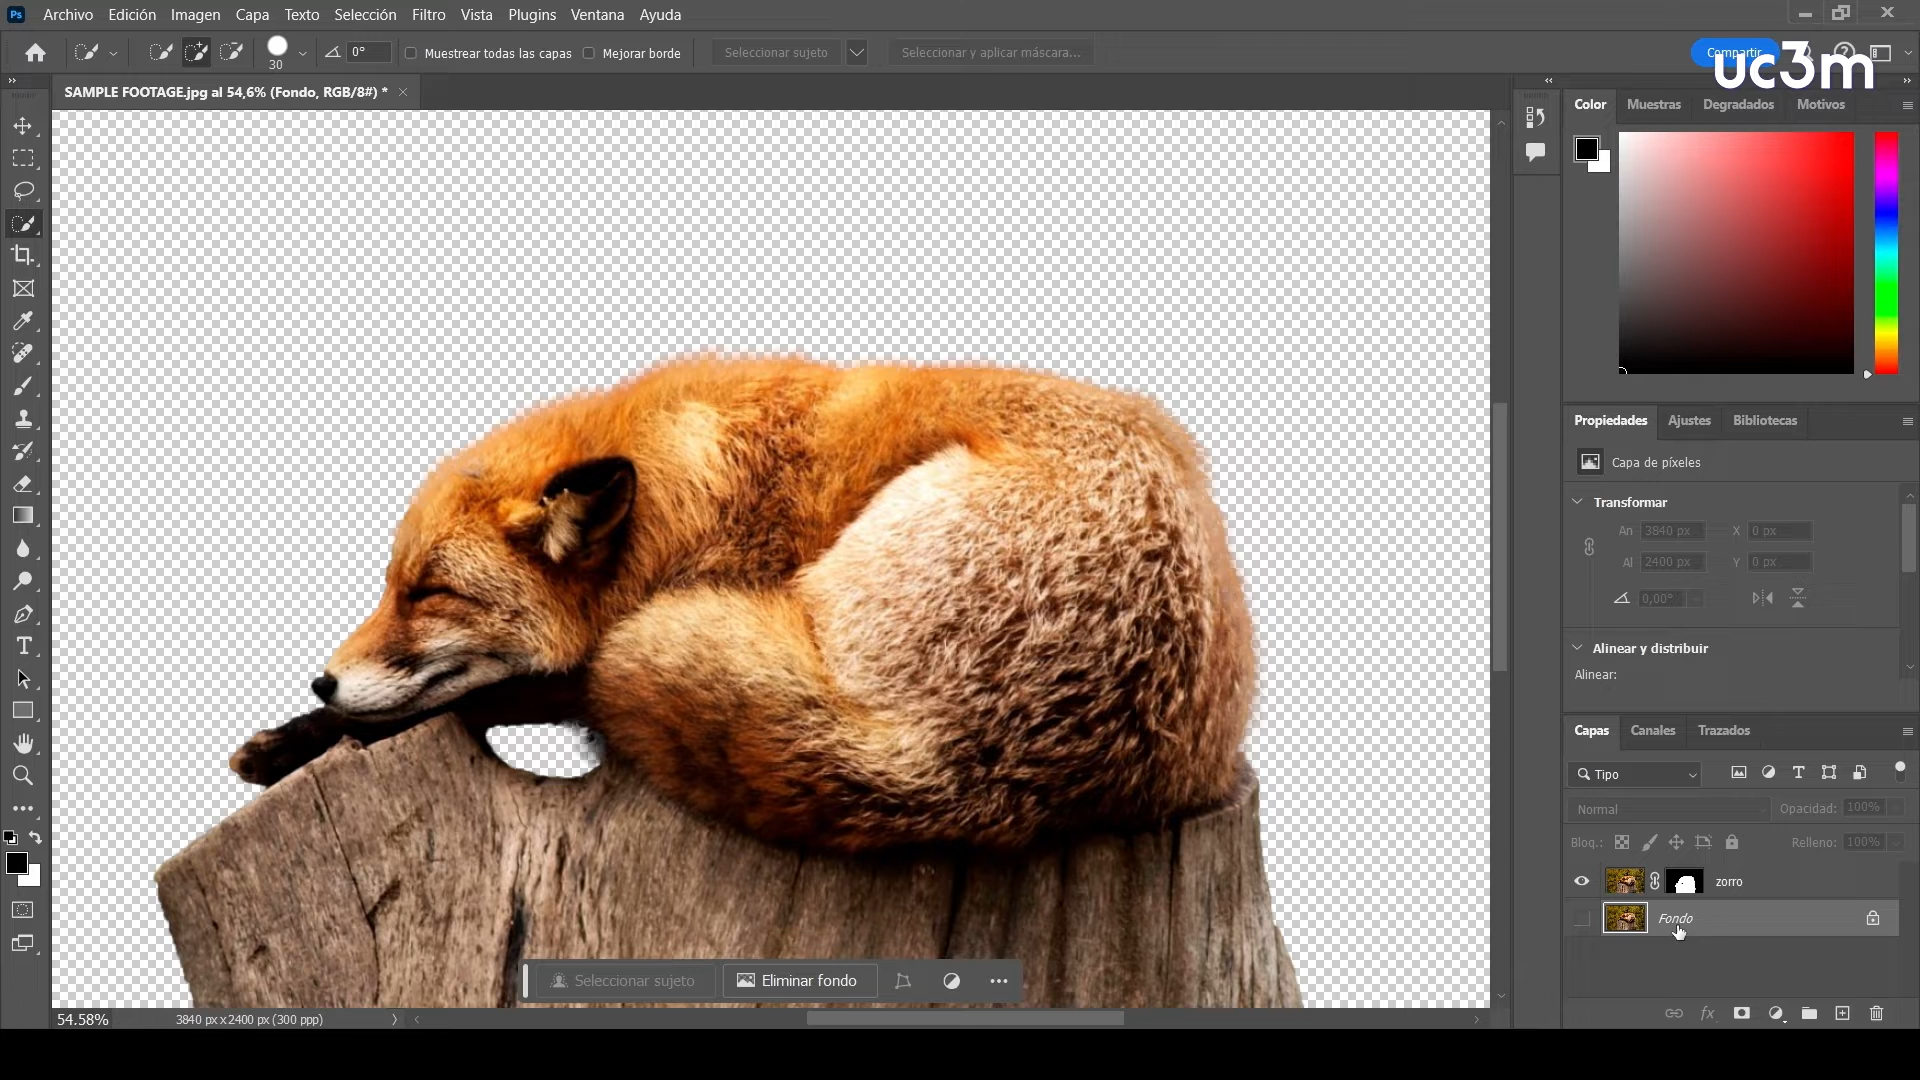 Ps Archivo Edición Imagen Capa Texto Selección Filtro Vista Plugins Ventana Ayuda
30 0° Muestrear todas las capas Mejorar borde Seleccionar sujeto Seleccionar y aplicar máscara... Compartir
uc3m
SAMPLE FOOTAGE.jpg al 54,6% (Fondo, RGB/8#) *
Color Muestras Degradados Motivos
Propiedades Ajustes Bibliotecas
Capa de píxeles
Transformar
An 3840 px X 0 px
Al 2400 px Y 0 px
0,00°
Alinear y distribuir
Alinear:
Capas Canales Trazados
Tipo
Normal Opacidad: 100%
Bloq.: Relleno: 100%
zorro
Fondo
Seleccionar sujeto Eliminar fondo
54.58% 3840 px x 2400 px (300 ppp)